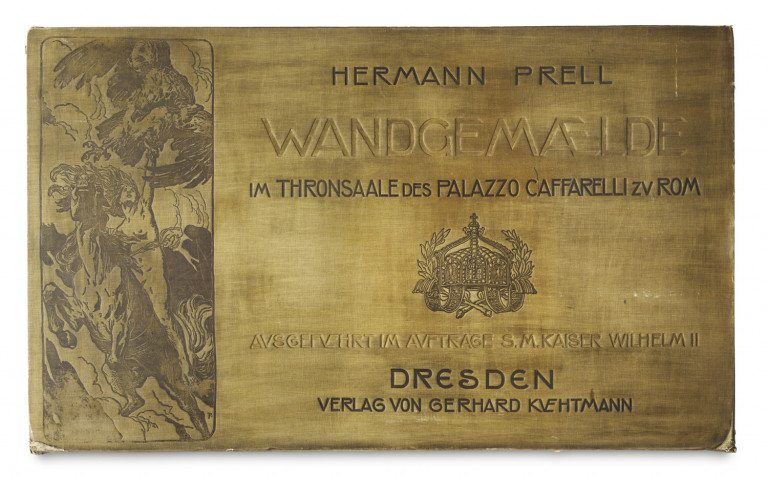 HERMANN PRELL
WANDGEMÆLDE
IM THRONSAALE DES PALAZZO CAFFARELLI ZV ROM
AVSGEFVEHRT IM AVFTRAGE S.M. KAISER WILHELM II
DRESDEN
VERLAG VON GERHARD KVEHTMANN